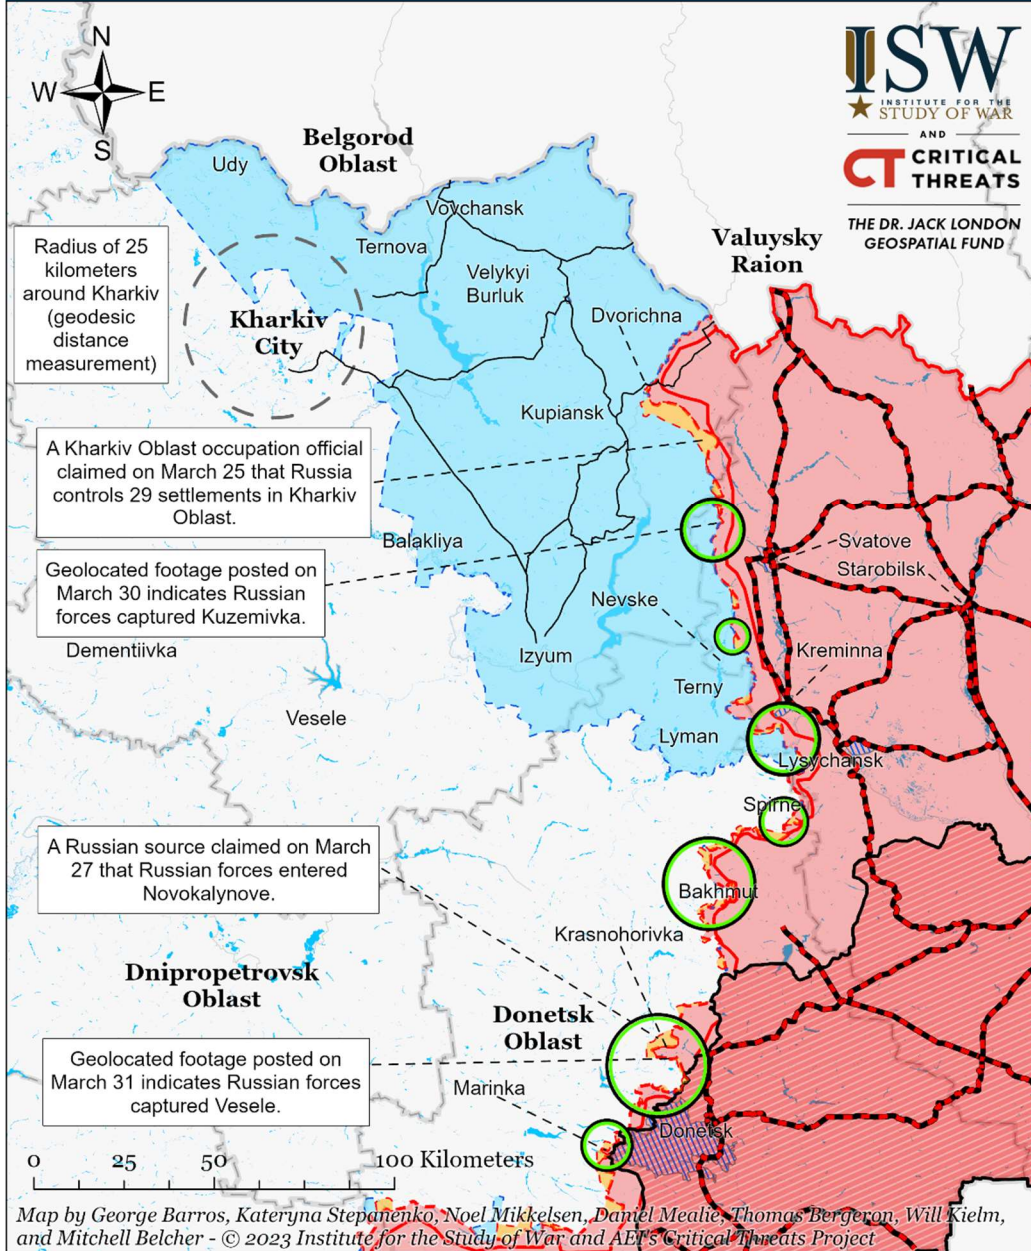 N
W E
S
ISW
INSTITUTE FOR THE
STUDY OF WAR
AND
CT CRITICAL
THREATS
THE DR. JACK LONDON
GEOSPATIAL FUND
Belgorod
Oblast
Udy
Vovchansk
Ternova
Valuysky
Raion
Radius of 25
kilometers
around Kharkiv
(geodesic
distance
measurement)
Velykyi
Burluk
Kharkiv
City
Dvorichna
Kupiansk
A Kharkiv Oblast occupation official
claimed on March 25 that Russia
controls 29 settlements in Kharkiv
Oblast.
Balakliya
Svatove
Starobilsk
Geolocated footage posted on
March 30 indicates Russian
forces captured Kuzemivka.
Nevske
Dementiivka
Izyum
Kreminna
Terny
Vesele
Lyman
Lysychansk
Spirne
A Russian source claimed on March
27 that Russian forces entered
Novokalynove.
Bakhmut
Krasnohorivka
Dnipropetrovsk
Oblast
Donetsk
Oblast
Geolocated footage posted on
March 31 indicates Russian forces
captured Vesele.
Marinka
Donetsk
0 25 50 100 Kilometers
Map by George Barros, Kateryna Stepanenko, Noel Mikkelsen, Daniel Mealie, Thomas Bergeron, Will Kielm,
and Mitchell Belcher - © 2023 Institute for the Study of War and AEI's Critical Threats Project